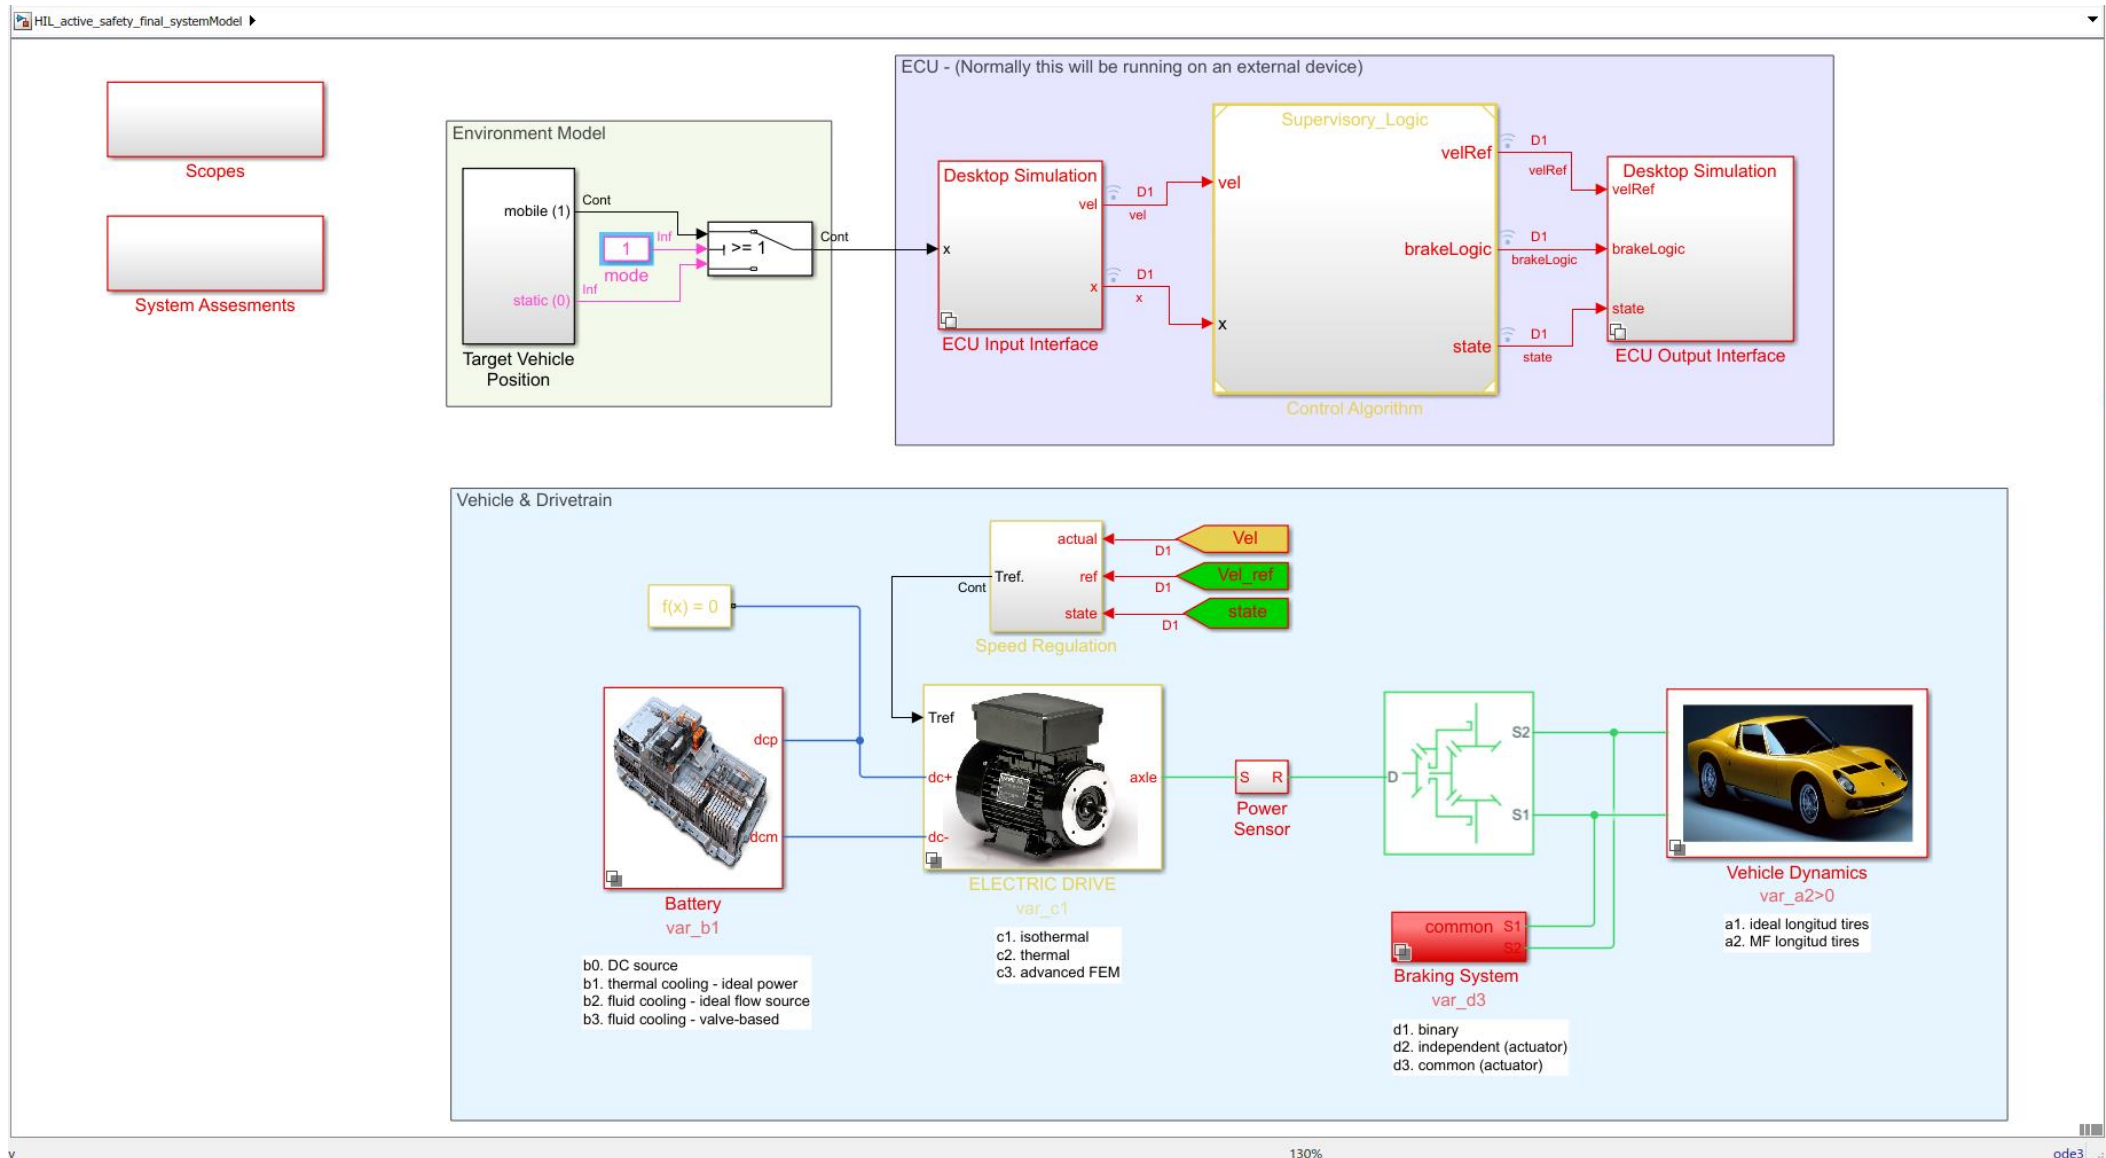 HIL_active_safety_final_systemModel
Scopes
System Assesments
Environment Model
mobile (1)
Cont
Inf
1
mode
>= 1
Cont
static (0)
Inf
Target Vehicle
Position
ECU - (Normally this will be running on an external device)
Desktop Simulation
vel
x
x
ECU Input Interface
D1
vel
D1
x
Supervisory_Logic
vel
x
velRef
brakeLogic
state
Control Algorithm
D1
velRef
D1
brakeLogic
D1
state
Desktop Simulation
velRef
brakeLogic
state
ECU Output Interface
Vehicle & Drivetrain
actual
Tref.
ref
state
Cont
Speed Regulation
D1
Vel
D1
Vel_ref
D1
state
f(x) = 0
dcp
dcm
Battery
var_b1
b0. DC source
b1. thermal cooling - ideal power
b2. fluid cooling - ideal flow source
b3. fluid cooling - valve-based
Tref
dc+
dc-
axle
ELECTRIC DRIVE
var_c1
c1. isothermal
c2. thermal
c3. advanced FEM
S R
Power
Sensor
D
S2
S1
common S1
S2
Braking System
var_d3
d1. binary
d2. independent (actuator)
d3. common (actuator)
Vehicle Dynamics
var_a2>0
a1. ideal longitud tires
a2. MF longitud tires
130%
ode3